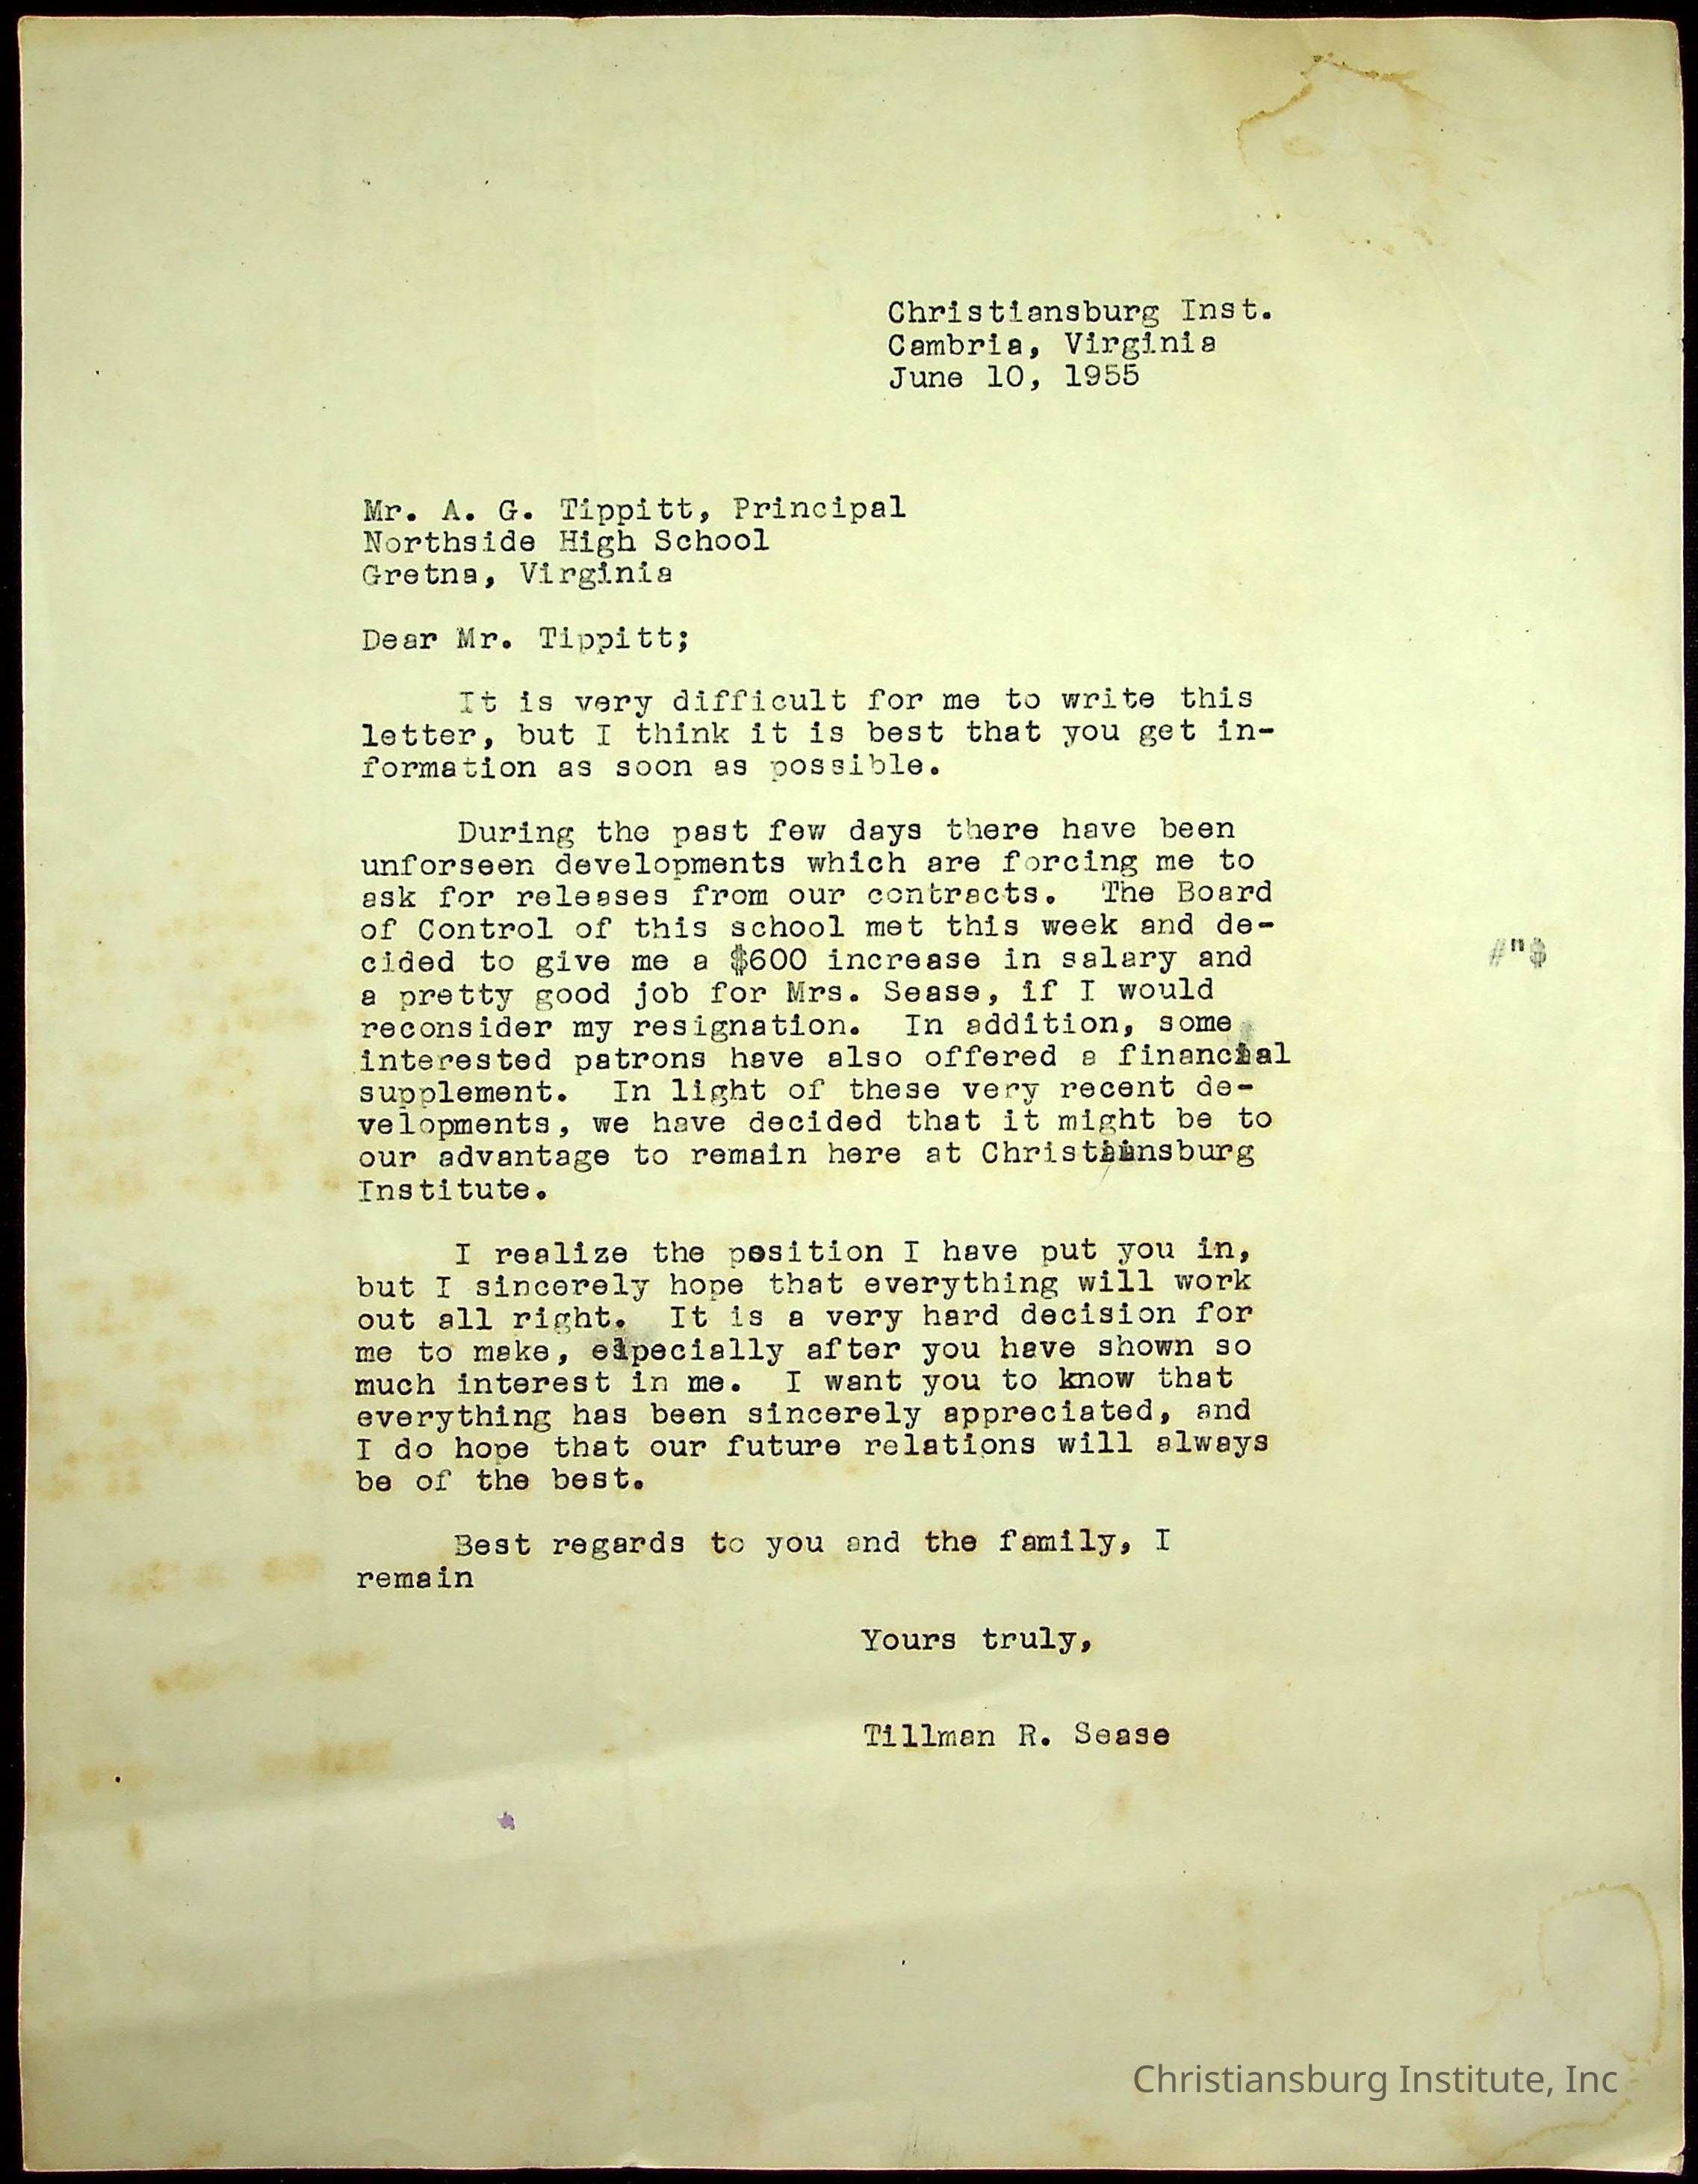 Christiansburg Inst.
Cambria, Virginia
June 10, 1955
Mr. A. G. Tippitt, Principal
Northside High School
Gretna, Virginia
Dear Mr. Tippitt;
It is very difficult for me to write this
letter, but I think it is best that you get in-
formation as soon as possible.
During the past few days there have been
unforseen developments which are forcing me to
ask for releases from our contracts. The Board
of Control of this school met this week and de-
cided to give me a $600 increase in salary and
#"$
a pretty good job for Mrs. Sease, if I would
reconsider my resignation. In addition, some
interested patrons have also offered a financial
supplement. In light of these very recent de-
velopments, we have decided that it might be to
our advantage to remain here at Christiansburg
Institute.
I realize the position I have put you in,
but I sincerely hope that everything will work
out all right. It is a very hard decision for
me to make, especially after you have shown so
much interest in me. I want you to know that
everything has been sincerely appreciated, and
I do hope that our future relations will always
be of the best.
Best regards to you and the family, I
remain
Yours truly,
Tillman R. Sease
Christiansburg Institute, Inc